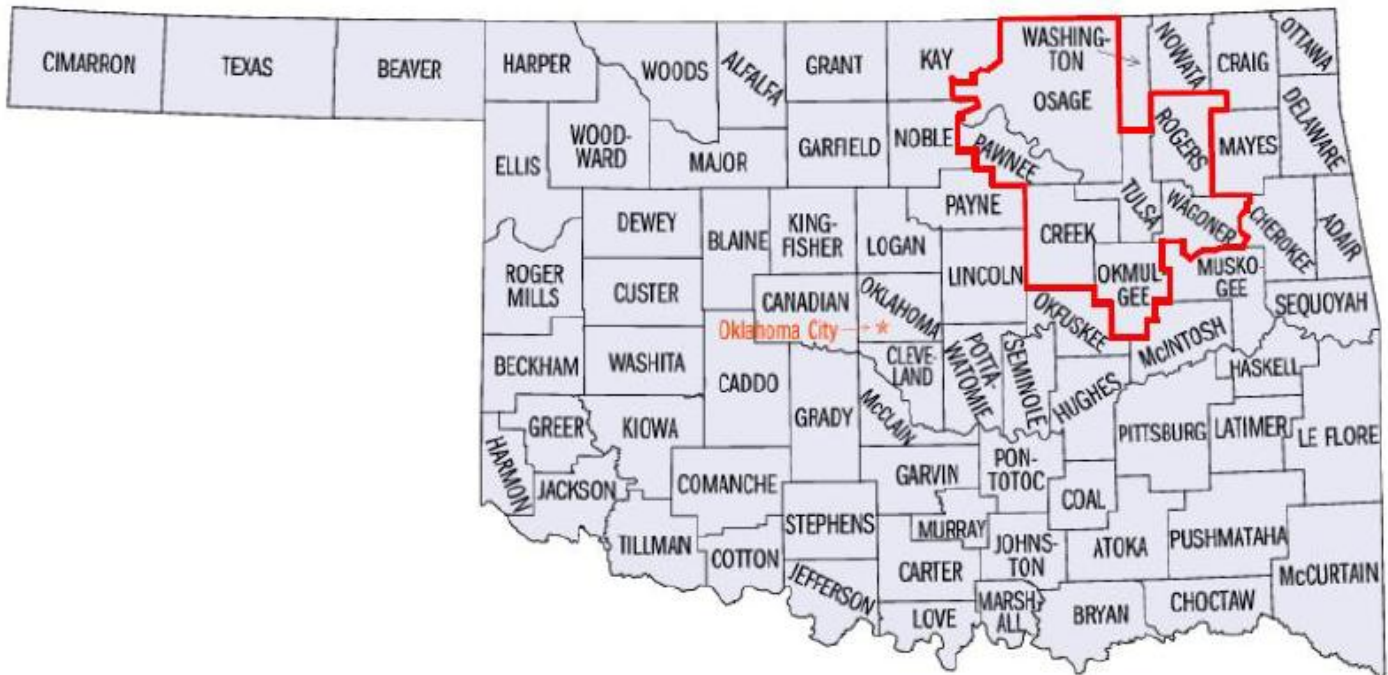 CIMARRON
TEXAS
BEAVER
HARPER
WOODS
ALFALFA
GRANT
KAY
WASHING-
TON
OSAGE
NOWATA
CRAIG
OTTAWA
ELLIS
WOOD-
WARD
MAJOR
GARFIELD
NOBLE
PAWNEE
ROGERS
MAYES
DELAWARE
DEWEY
BLAINE
KING-
FISHER
LOGAN
PAYNE
CREEK
TULSA
WAGONER
CHEROKEE
ADAIR
ROGER
MILLS
CUSTER
CANADIAN
OKLAHOMA
LINCOLN
OKMUL-
GEE
MUSKO-
GEE
SEQUOYAH
Oklahoma City
OKFUSKEE
McINTOSH
BECKHAM
WASHITA
CADDO
GRADY
CLEVE-
LAND
McCLAIN
POTTA-
WATOMIE
SEMINOLE
HUGHES
HASKELL
HARMON
GREER
KIOWA
PITTSBURG
LATIMER
LE FLORE
JACKSON
COMANCHE
GARVIN
PON-
TOTOC
COAL
TILLMAN
COTTON
STEPHENS
MURRAY
JOHNS-
TON
ATOKA
PUSHMATAHA
JEFFERSON
CARTER
LOVE
MARSH-
ALL
BRYAN
CHOCTAW
McCURTAIN